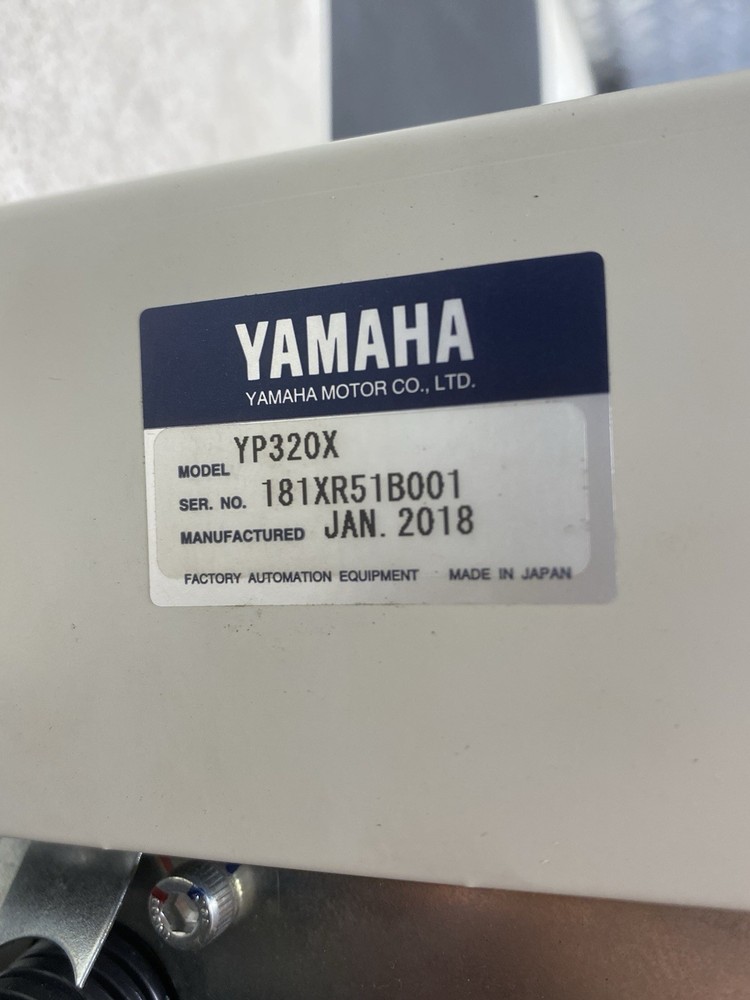 YAMAHA
YAMAHA MOTOR CO., LTD.
MODEL YP320X
SER. NO. 181XR51B001
MANUFACTURED JAN. 2018
FACTORY AUTOMATION EQUIPMENT MADE IN JAPAN